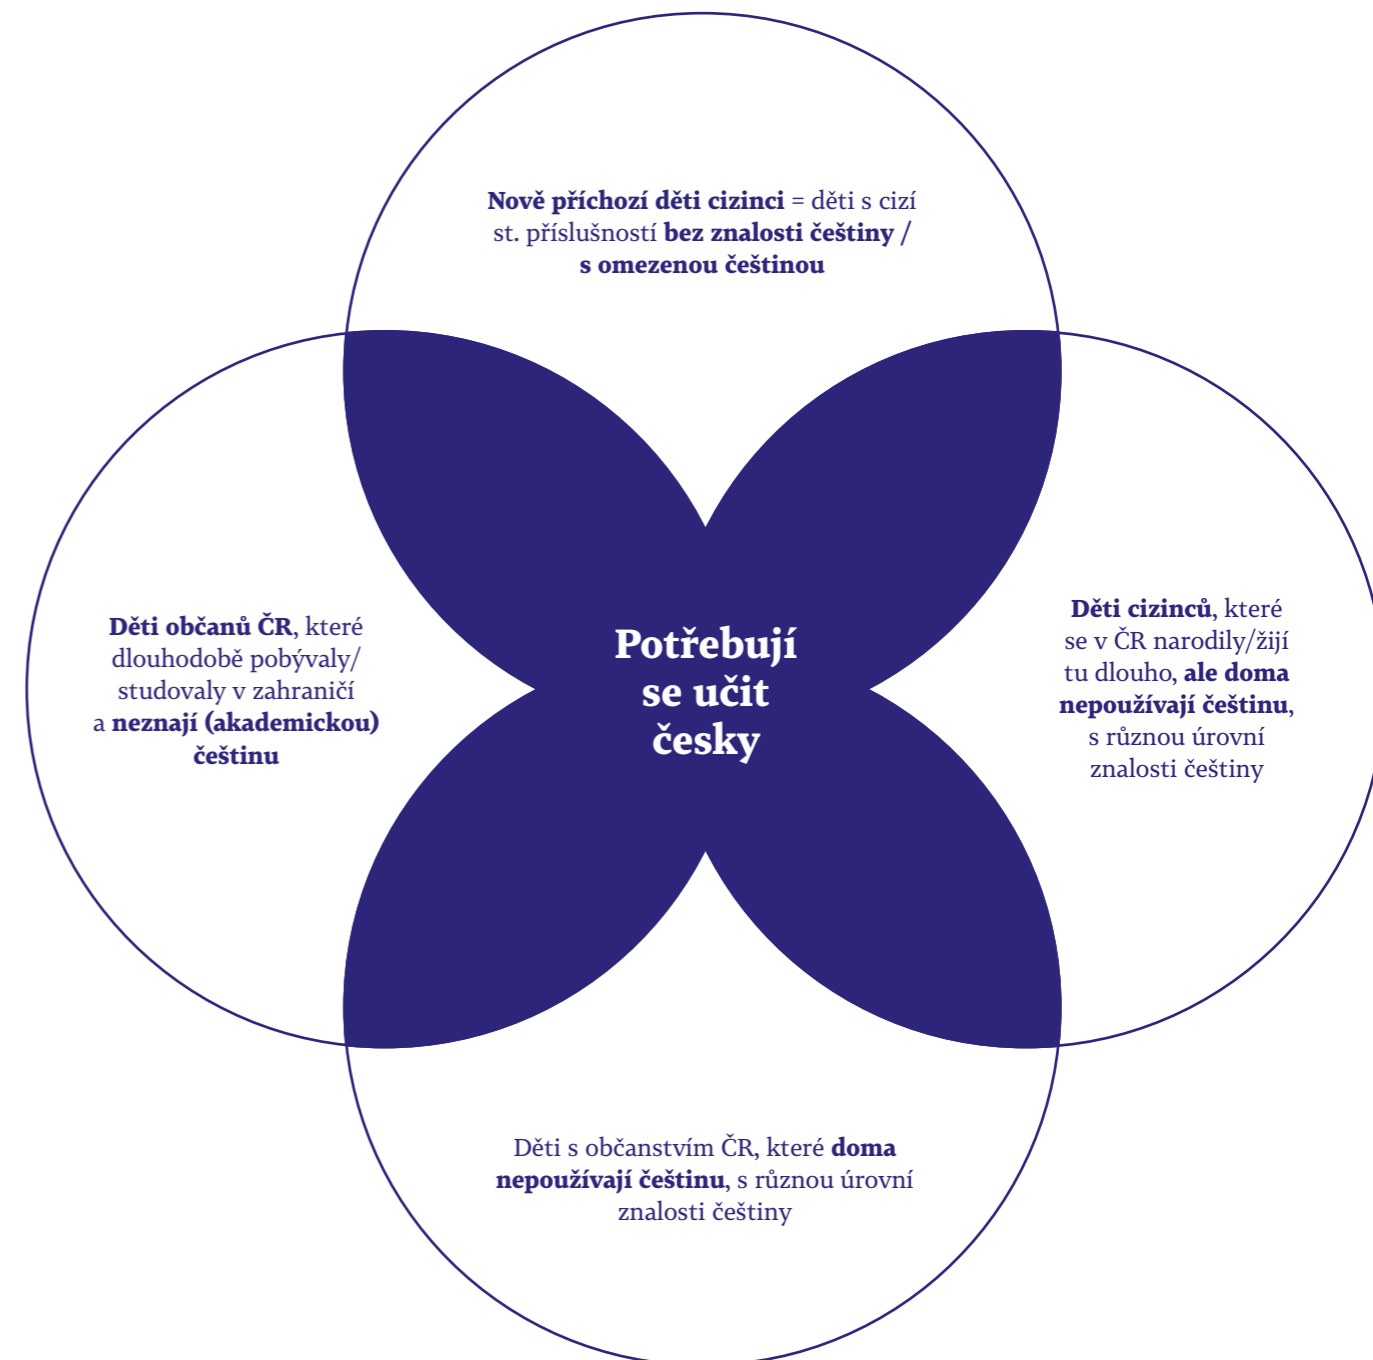 Nově příchozí děti cizinci = děti s cizí
st. příslušností bez znalosti češtiny /
s omezenou češtinou
Děti občanů ČR, které
dlouhodobě pobývaly/
studovaly v zahraničí
a neznají (akademickou)
češtinu
Potřebují
se učit
česky
Děti cizinců, které
se v ČR narodily/žijí
tu dlouho, ale doma
nepoužívají češtinu,
s různou úrovní
znalosti češtiny
Děti s občanstvím ČR, které doma
nepoužívají češtinu, s různou úrovní
znalosti češtiny